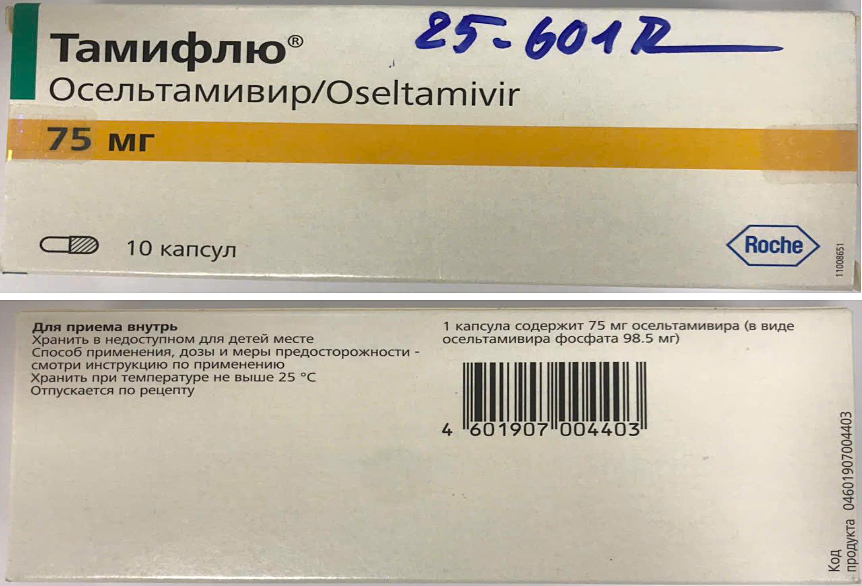 25-601R
Тамифлю®
Осельтамивир/Oseltamivir
75 мг
10 капсул
Roche
11008651
Для приема внутрь
Хранить в недоступном для детей месте
Способ применения, дозы и меры предосторожности -
смотри инструкцию по применению
Хранить при температуре не выше 25 °C
Отпускается по рецепту
1 капсула содержит 75 мг осельтамивира (в виде
осельтамивира фосфата 98.5 мг)
4 601907 004403
Код
продукта 04601907004403